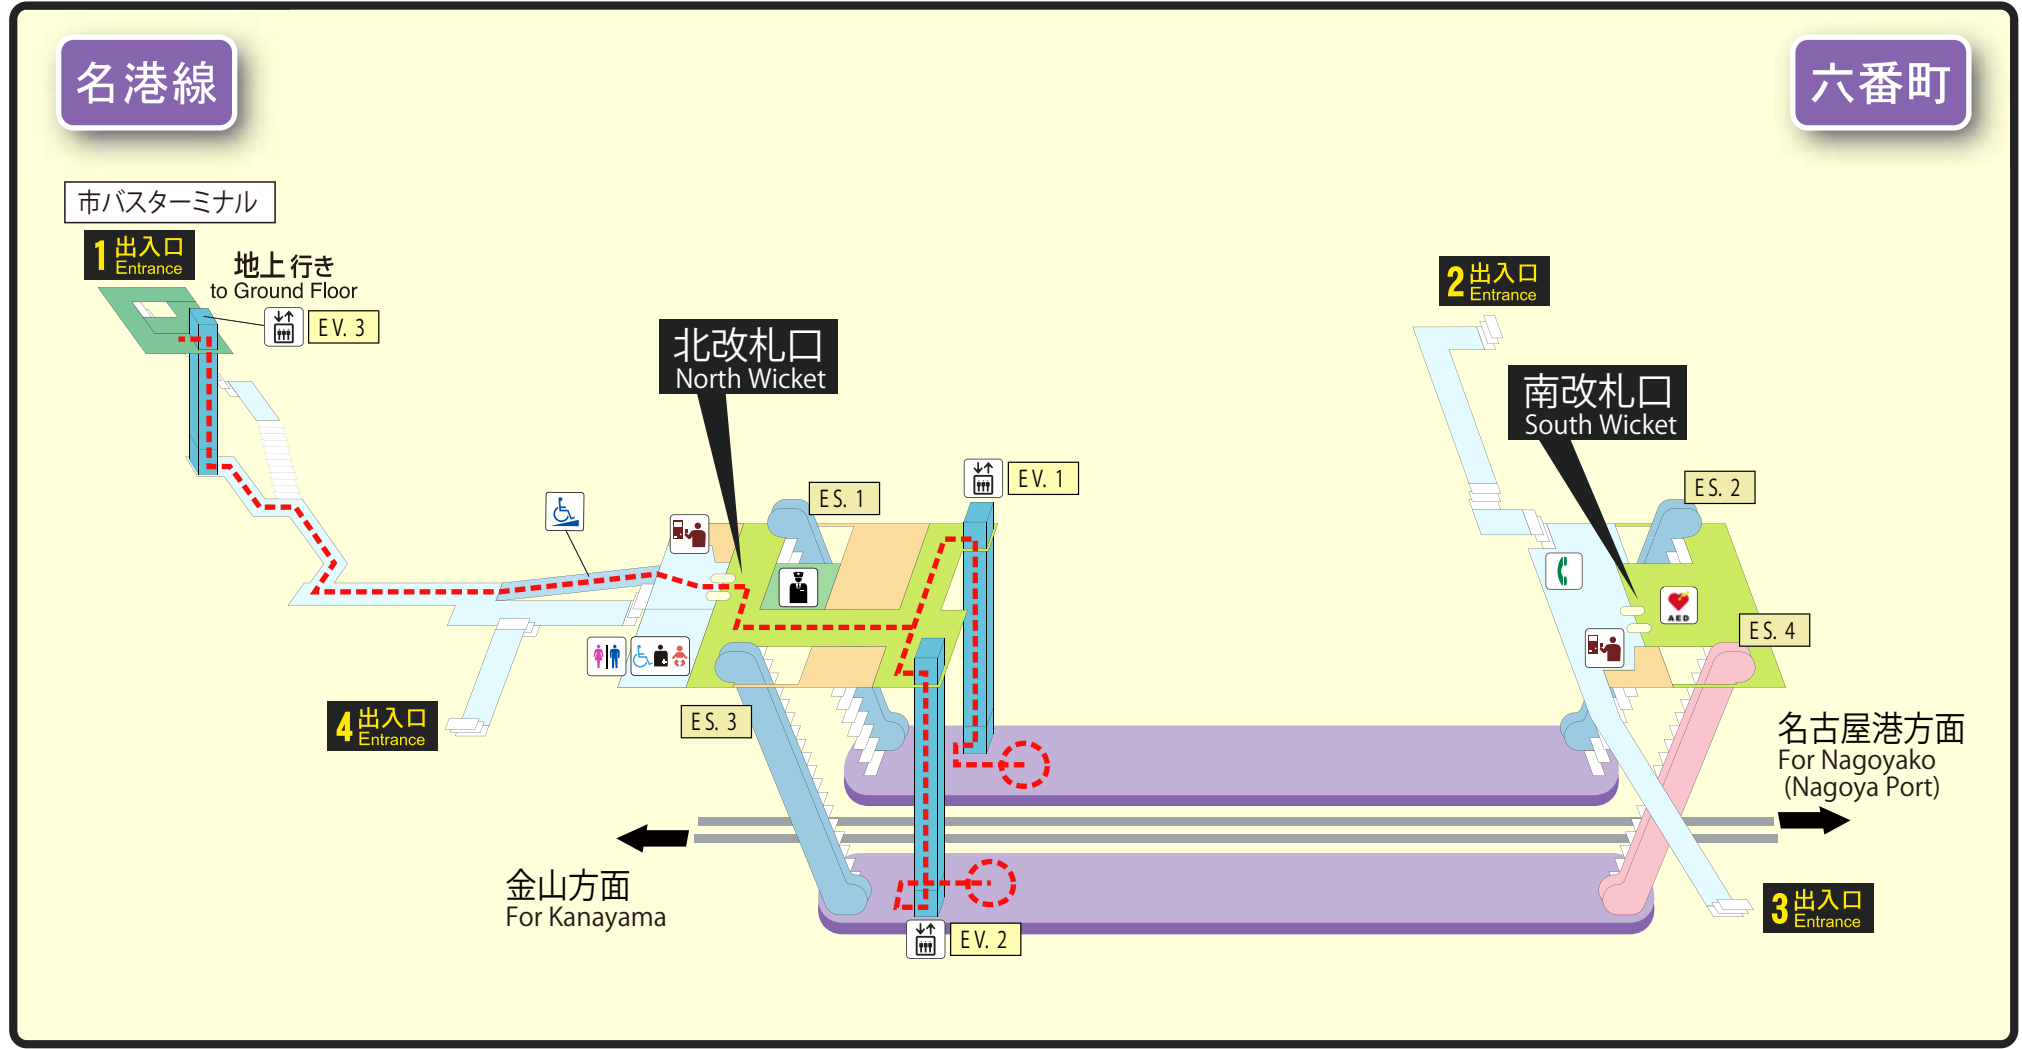 名港線
六番町
市バスターミナル
1 出入口
Entrance
地上 行き
to Ground Floor
EV. 3
2 出入口
Entrance
北改札口
North Wicket
南改札口
South Wicket
ES. 1
EV. 1
ES. 2
AED
ES. 4
4 出入口
Entrance
ES. 3
名古屋港方面
For Nagoyako
(Nagoya Port)
金山方面
For Kanayama
EV. 2
3 出入口
Entrance